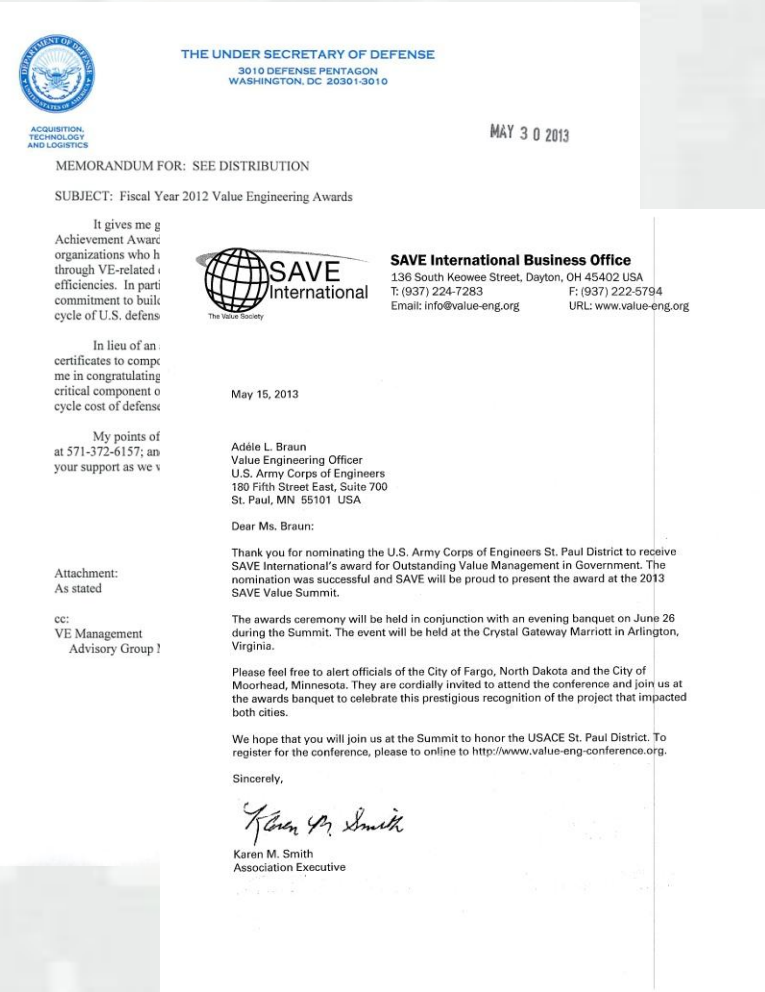 THE UNDER SECRETARY OF DEFENSE
3010 DEFENSE PENTAGON
WASHINGTON, DC 20301-3010
DEPARTMENT OF DEFENSE
UNITED STATES OF AMERICA
ACQUISITION,
TECHNOLOGY
AND LOGISTICS
MAY 30 2013
MEMORANDUM FOR: SEE DISTRIBUTION
SUBJECT: Fiscal Year 2012 Value Engineering Awards
It gives me g
Achievement Award
organizations who h
through VE-related
efficiencies. In parti
commitment to build
cycle of U.S. defens
In lieu of an
certificates to compo
me in congratulating
critical component o
cycle cost of defense
My points of
at 571-372-6157; an
your support as we
Attachment:
As stated
cc:
VE Management
Advisory Group
SAVE
International
The Value Society
SAVE International Business Office
136 South Keowee Street, Dayton, OH 45402 USA
T: (937) 224-7283 F: (937) 222-5794
Email: info@value-eng.org URL: www.value-eng.org
May 15, 2013
Adéle L. Braun
Value Engineering Officer
U.S. Army Corps of Engineers
180 Fifth Street East, Suite 700
St. Paul, MN 55101 USA
Dear Ms. Braun:
Thank you for nominating the U.S. Army Corps of Engineers St. Paul District to receive
SAVE International's award for Outstanding Value Management in Government. The
nomination was successful and SAVE will be proud to present the award at the 2013
SAVE Value Summit.
The awards ceremony will be held in conjunction with an evening banquet on June 26
during the Summit. The event will be held at the Crystal Gateway Marriott in Arlington,
Virginia.
Please feel free to alert officials of the City of Fargo, North Dakota and the City of
Moorhead, Minnesota. They are cordially invited to attend the conference and join us at
the awards banquet to celebrate this prestigious recognition of the project that impacted
both cities.
We hope that you will join us at the Summit to honor the USACE St. Paul District. To
register for the conference, please to online to http://www.value-eng-conference.org.
Sincerely,
Karen M. Smith
Karen M. Smith
Association Executive